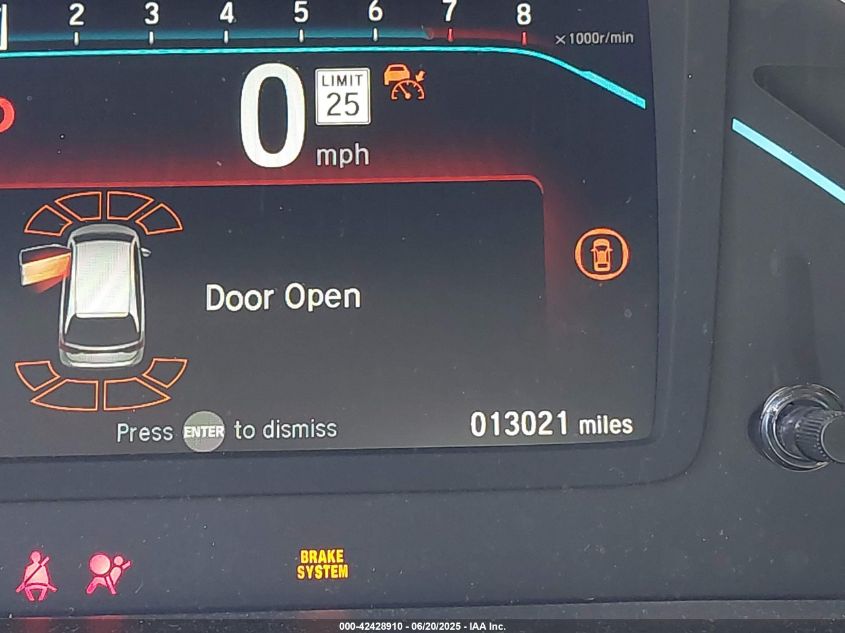 2 3 4 5 6 7 8
×1000r/min
0
LIMIT
25
mph
Door Open
Press ENTER to dismiss
013021 miles
BRAKE
SYSTEM
000-42428910 - 06/20/2025 - IAA Inc.